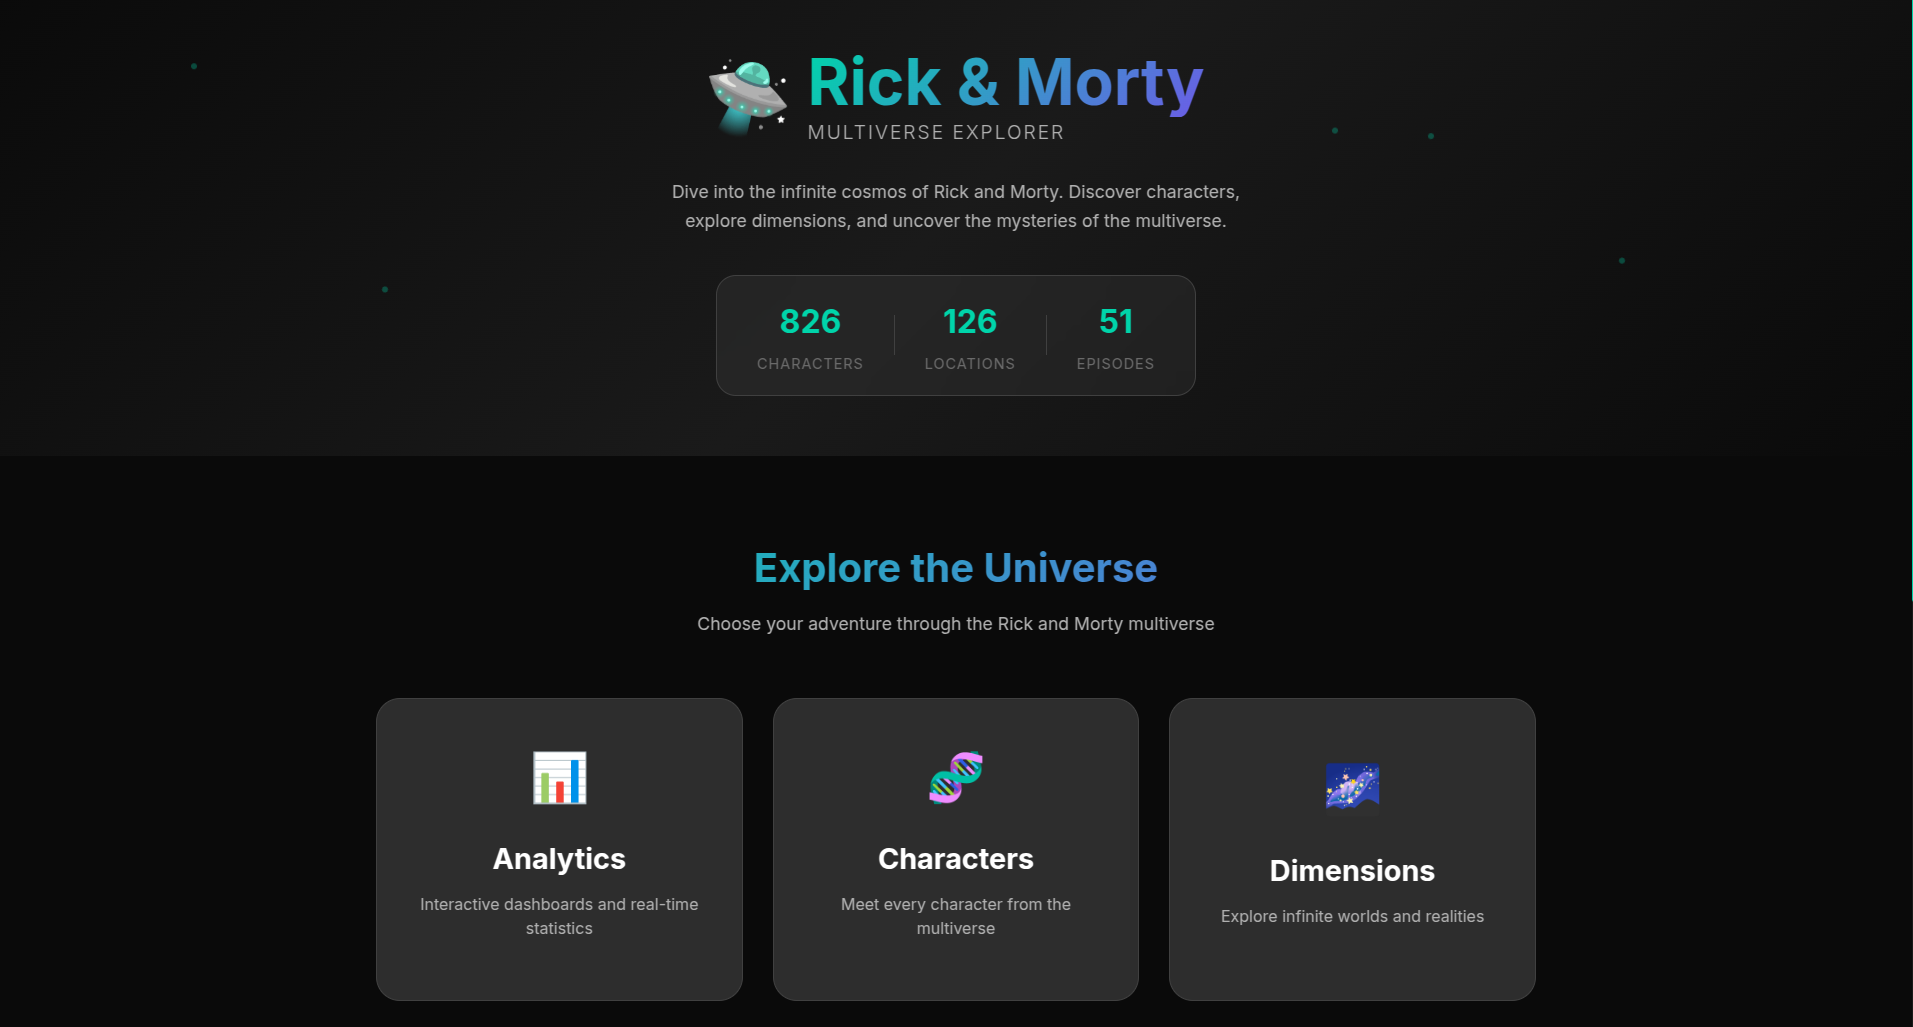 Rick & Morty
MULTIVERSE EXPLORER
Dive into the infinite cosmos of Rick and Morty. Discover characters,
explore dimensions, and uncover the mysteries of the multiverse.
826
CHARACTERS
126
LOCATIONS
51
EPISODES
Explore the Universe
Choose your adventure through the Rick and Morty multiverse
Analytics
Interactive dashboards and real-time
statistics
Characters
Meet every character from the
multiverse
Dimensions
Explore infinite worlds and realities